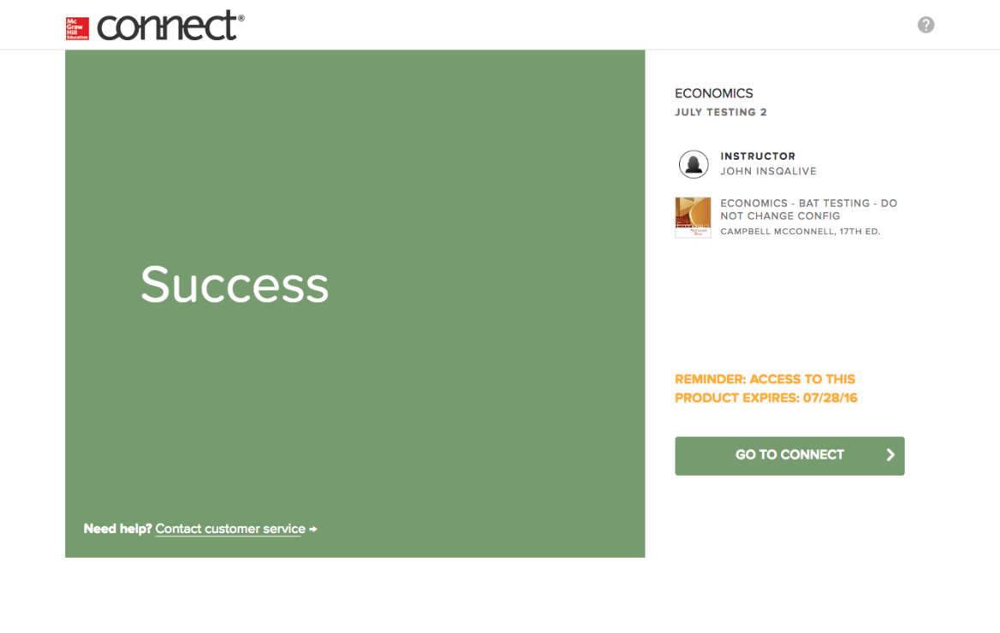 Mc
Graw
Hill
Education
connect®
?
ECONOMICS
JULY TESTING 2
INSTRUCTOR
JOHN INSQALIVE
ECONOMICS - BAT TESTING - DO
NOT CHANGE CONFIG
CAMPBELL MCCONNELL, 17TH ED.
Success
REMINDER: ACCESS TO THIS
PRODUCT EXPIRES: 07/28/16
GO TO CONNECT
Need help? Contact customer service